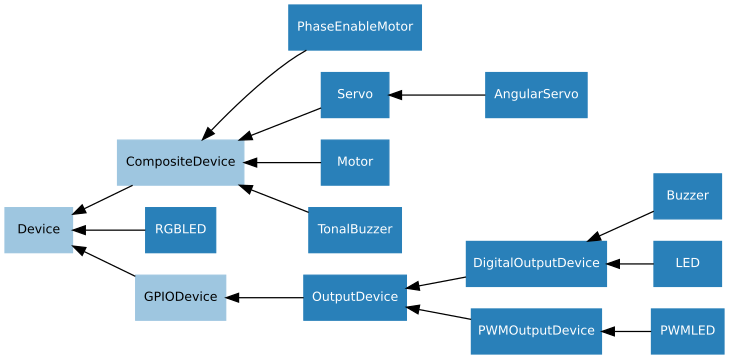 PhaseEnableMotor
Servo
AngularServo
CompositeDevice
Motor
Buzzer
Device
RGBLED
TonalBuzzer
DigitalOutputDevice
LED
GPIODevice
OutputDevice
PWMOutputDevice
PWMLED